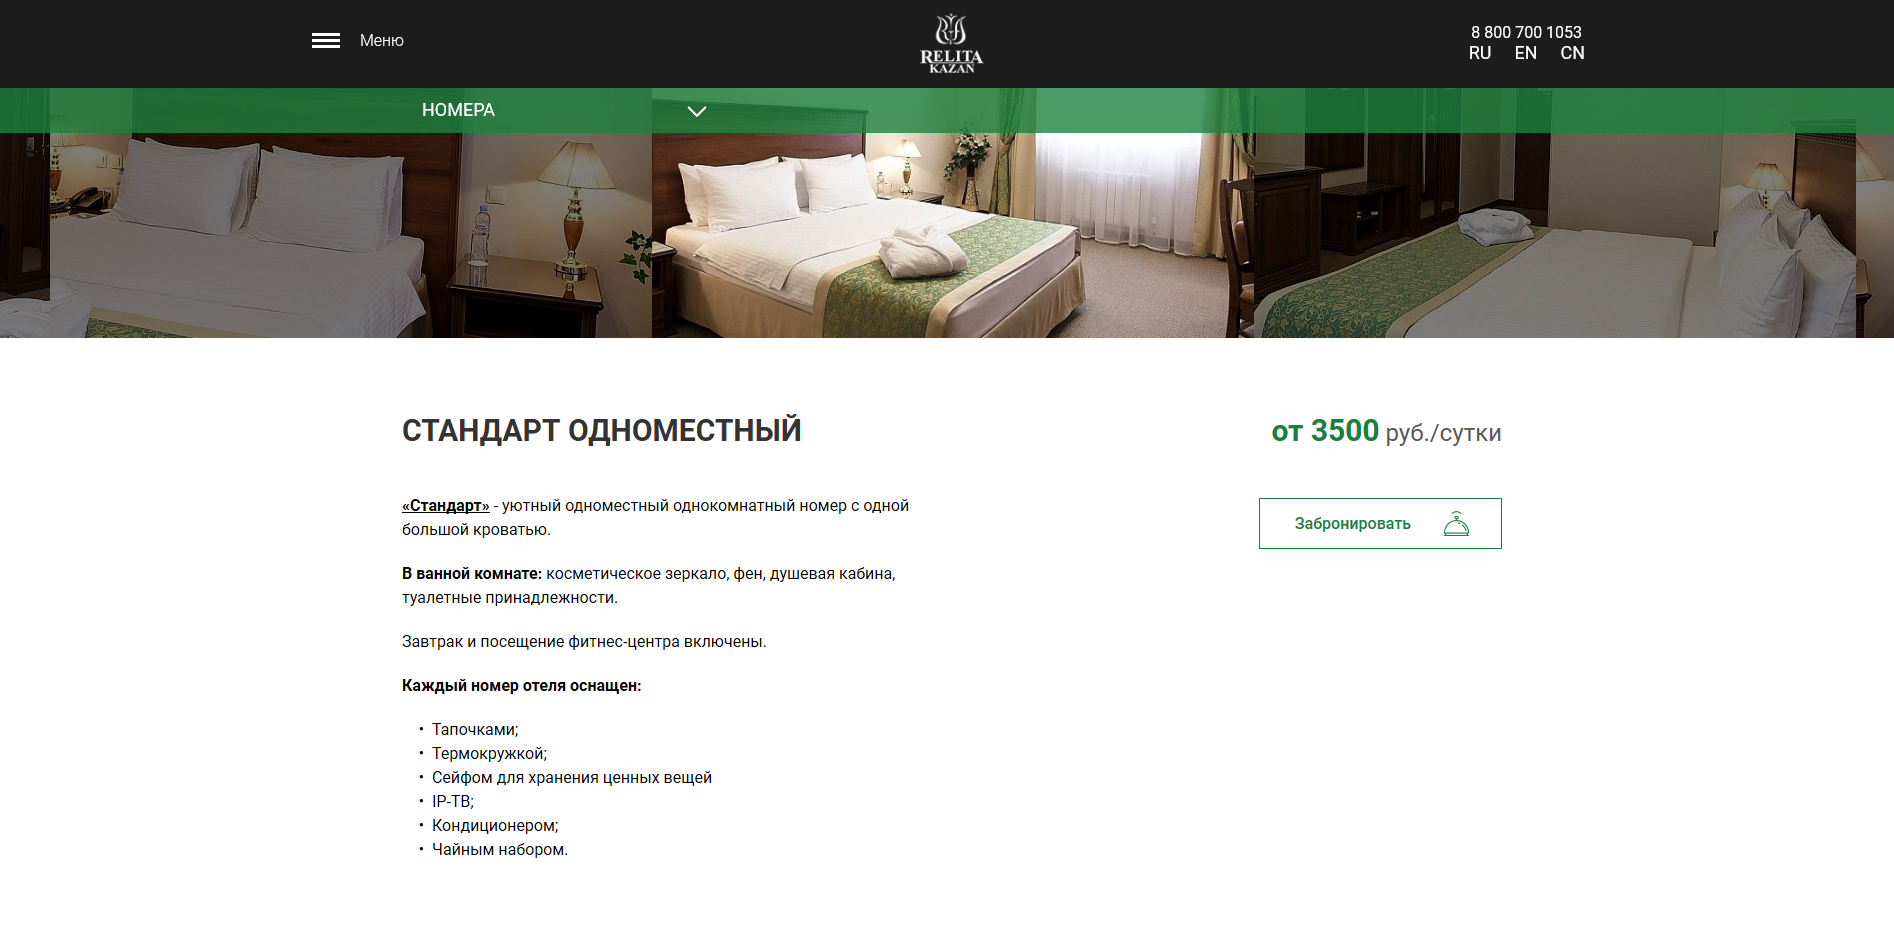 Меню
RELITA
KAZAN
8 800 700 1053
RU EN CN
НОМЕРА
СТАНДАРТ ОДНОМЕСТНЫЙ
от 3500 руб./сутки
«Стандарт» - уютный одноместный однокомнатный номер с одной
большой кроватью.
Забронировать
В ванной комнате: косметическое зеркало, фен, душевая кабина,
туалетные принадлежности.
Завтрак и посещение фитнес-центра включены.
Каждый номер отеля оснащен:
• Тапочками;
• Термокружкой;
• Сейфом для хранения ценных вещей
• IP-ТВ;
• Кондиционером;
• Чайным набором.